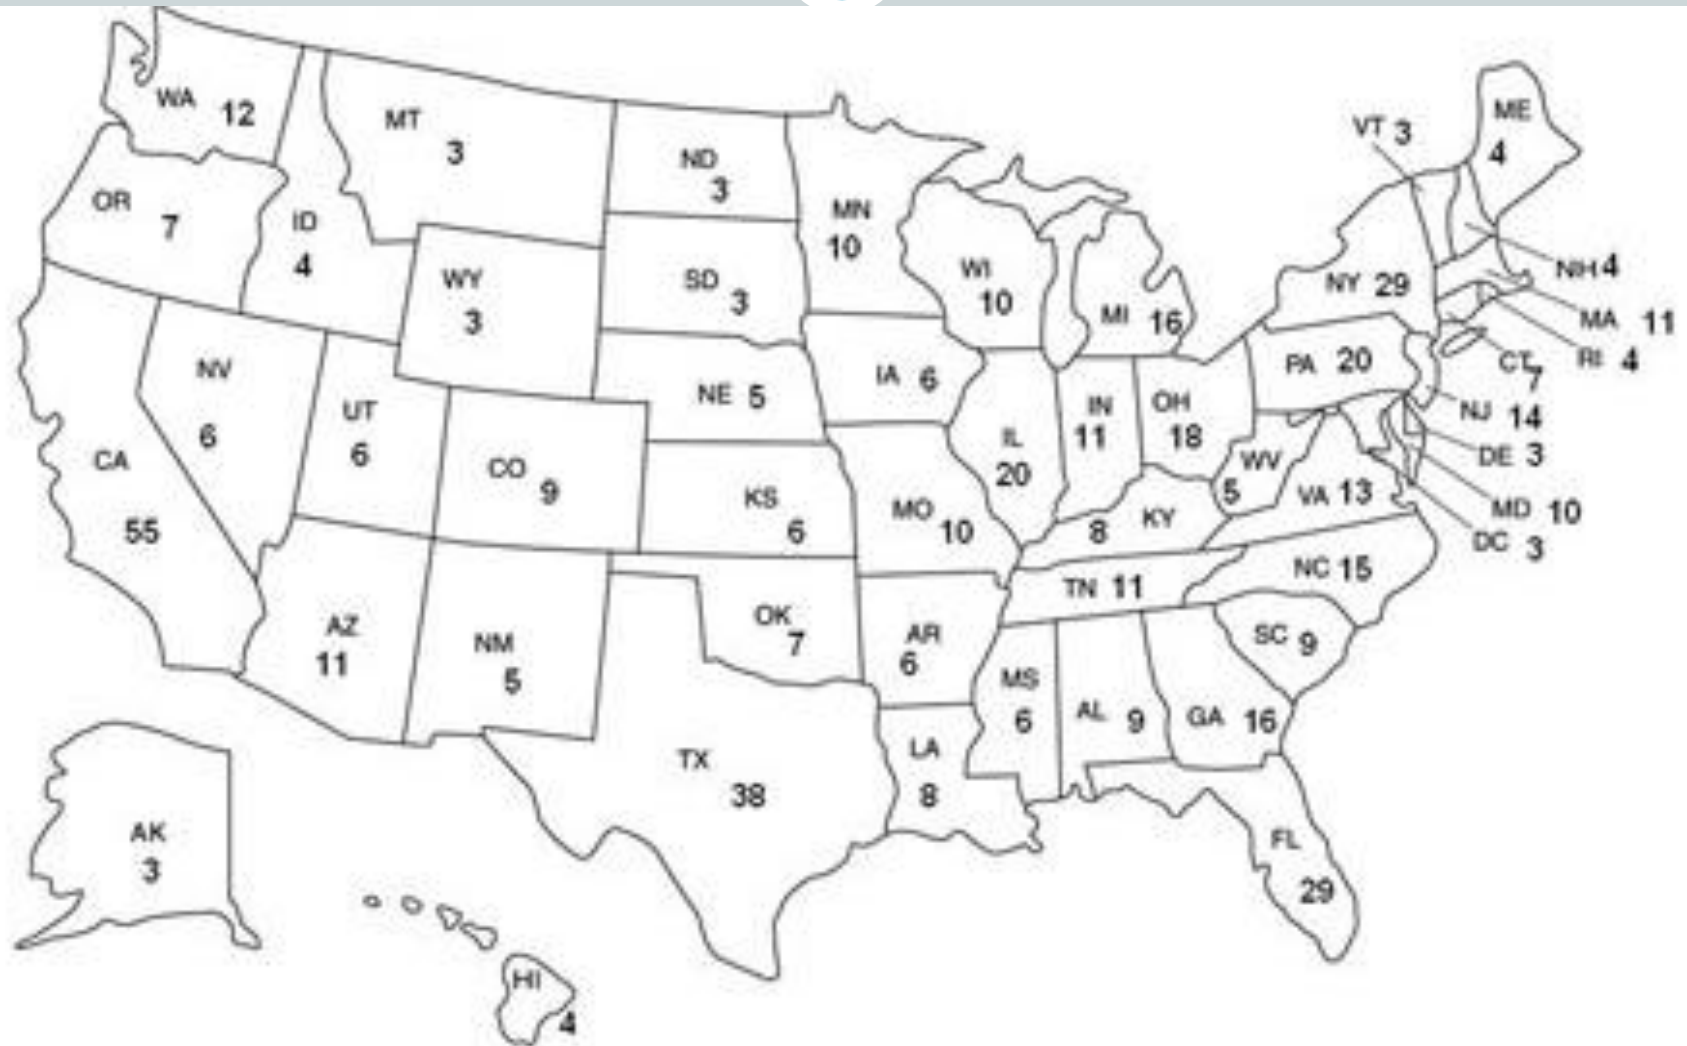 WA 12
MT 3
ND 3
MN 10
VT 3
ME 4
OR 7
ID 4
WY 3
SD 3
WI 10
MI 16
NY 29
NH 4
MA 11
RI 4
CT 7
NV 6
UT 6
NE 5
IA 6
IL 20
IN 11
OH 18
PA 20
NJ 14
DE 3
MD 10
DC 3
CA 55
CO 9
KS 6
MO 10
KY 8
WV 5
VA 13
AZ 11
NM 5
OK 7
AR 6
TN 11
NC 15
SC 9
MS 6
AL 9
GA 16
TX 38
LA 8
FL 29
AK 3
HI 4